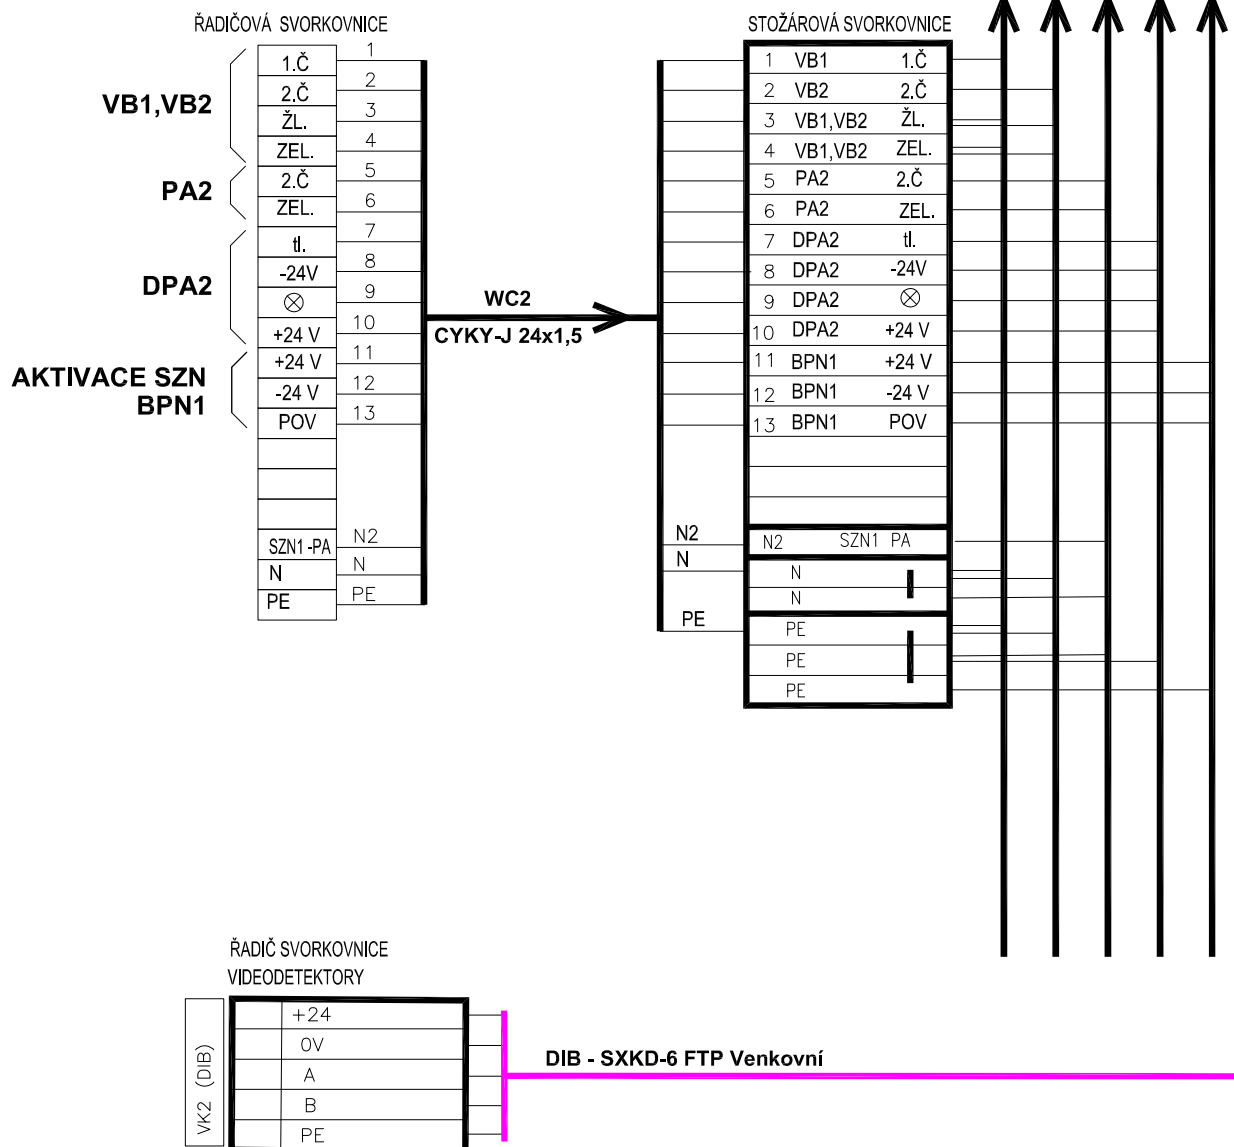 ŘADIČOVÁ SVORKOVNICE
VB1,VB2
1.Č 1
2.Č 2
ŽL. 3
ZEL. 4
PA2
2.Č 5
ZEL. 6
DPA2
tl. 7
-24V 8
⊗ 9
+24 V 10
AKTIVACE SZN
BPN1
+24 V 11
-24 V 12
POV 13
SZN1 -PA N2
N N
PE PE
WC2
CYKY-J 24x1,5
N2
N
PE
STOŽÁROVÁ SVORKOVNICE
1 VB1 1.Č
2 VB2 2.Č
3 VB1,VB2 ŽL.
4 VB1,VB2 ZEL.
5 PA2 2.Č
6 PA2 ZEL.
7 DPA2 tl.
8 DPA2 -24V
9 DPA2 ⊗
10 DPA2 +24 V
11 BPN1 +24 V
12 BPN1 -24 V
13 BPN1 POV
N2 SZN1 PA
N
N
PE
PE
PE
ŘADIČ SVORKOVNICE
VIDEODETEKTORY
VK2 (DIB)
+24
0V
A
B
PE
DIB - SXKD-6 FTP Venkovní